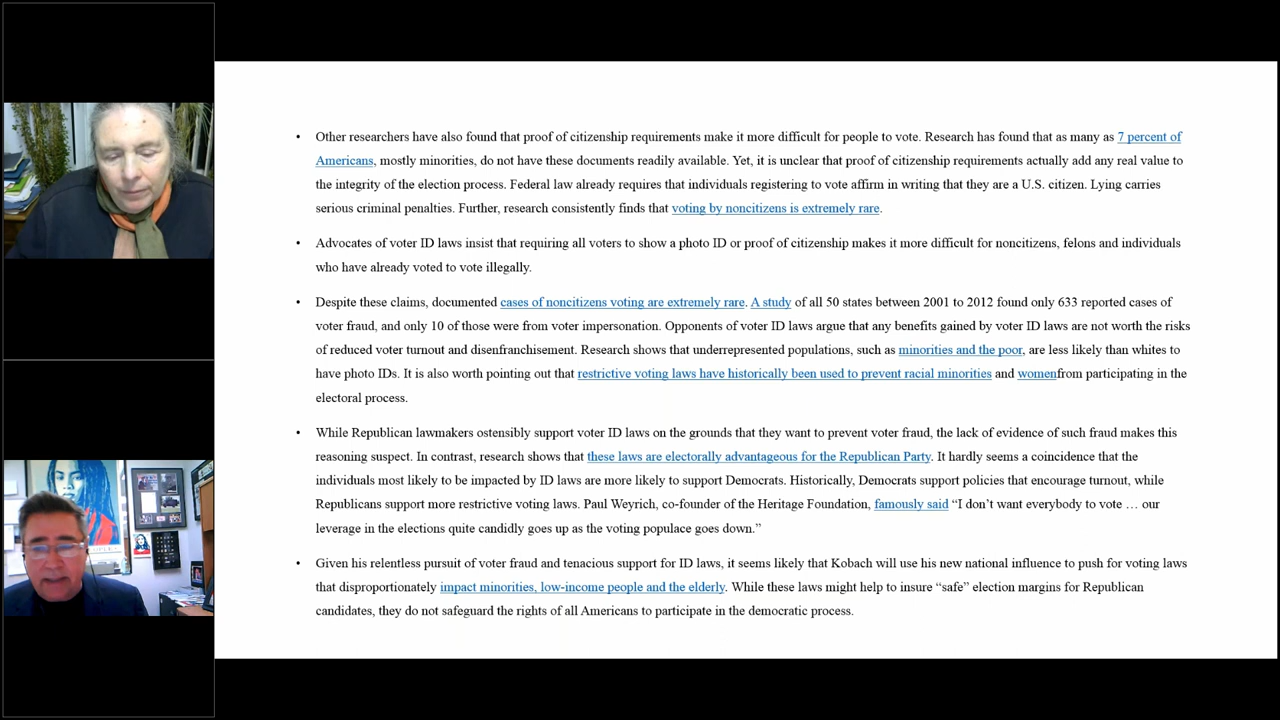 • Other researchers have also found that proof of citizenship requirements make it more difficult for people to vote. Research has found that as many as 7 percent of
Americans, mostly minorities, do not have these documents readily available. Yet, it is unclear that proof of citizenship requirements actually add any real value to
the integrity of the election process. Federal law already requires that individuals registering to vote affirm in writing that they are a U.S. citizen. Lying carries
serious criminal penalties. Further, research consistently finds that voting by noncitizens is extremely rare.
• Advocates of voter ID laws insist that requiring all voters to show a photo ID or proof of citizenship makes it more difficult for noncitizens, felons and individuals
who have already voted to vote illegally.
• Despite these claims, documented cases of noncitizens voting are extremely rare. A study of all 50 states between 2001 to 2012 found only 633 reported cases of
voter fraud, and only 10 of those were from voter impersonation. Opponents of voter ID laws argue that any benefits gained by voter ID laws are not worth the risks
of reduced voter turnout and disenfranchisement. Research shows that underrepresented populations, such as minorities and the poor, are less likely than whites to
have photo IDs. It is also worth pointing out that restrictive voting laws have historically been used to prevent racial minorities and womenfrom participating in the
electoral process.
• While Republican lawmakers ostensibly support voter ID laws on the grounds that they want to prevent voter fraud, the lack of evidence of such fraud makes this
reasoning suspect. In contrast, research shows that these laws are electorally advantageous for the Republican Party. It hardly seems a coincidence that the
individuals most likely to be impacted by ID laws are more likely to support Democrats. Historically, Democrats support policies that encourage turnout, while
Republicans support more restrictive voting laws. Paul Weyrich, co-founder of the Heritage Foundation, famously said “I don’t want everybody to vote … our
leverage in the elections quite candidly goes up as the voting populace goes down.”
• Given his relentless pursuit of voter fraud and tenacious support for ID laws, it seems likely that Kobach will use his new national influence to push for voting laws
that disproportionately impact minorities, low-income people and the elderly. While these laws might help to insure “safe” election margins for Republican
candidates, they do not safeguard the rights of all Americans to participate in the democratic process.